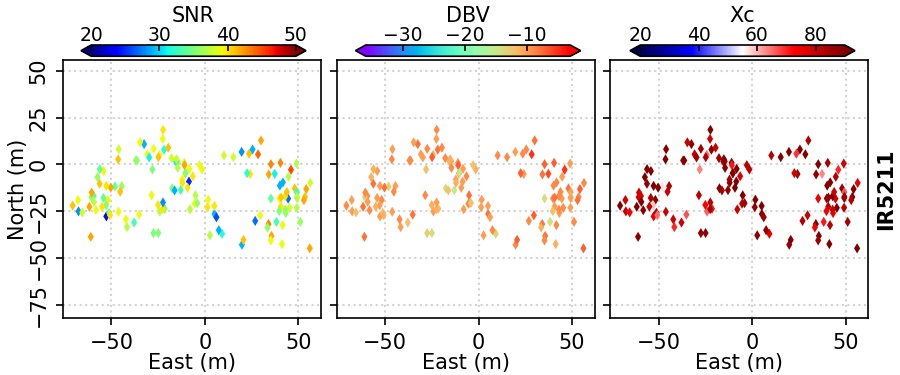 SNR DBV Xc
20 30 40 50 −30 −20 −10 20 40 60 80
50
25
0
−25
−50
−75
North (m)
−50 0 50 −50 0 50 −50 0 50
East (m) East (m) East (m)
IR5211